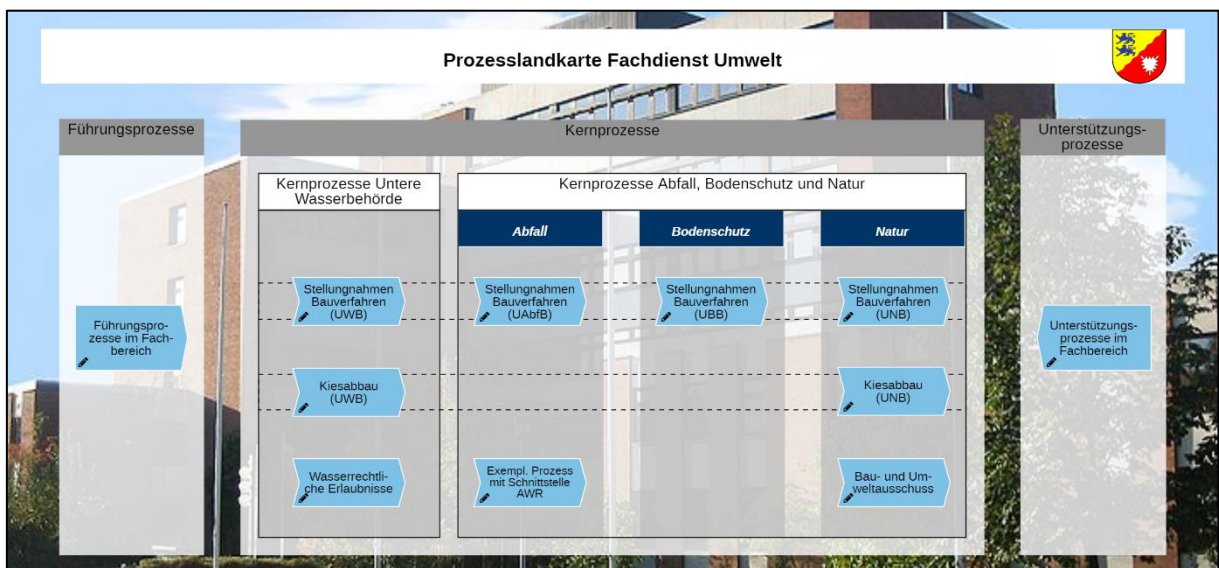 Prozesslandkarte Fachdienst Umwelt
Führungsprozesse
Kernprozesse
Unterstützungs-
prozesse
Kernprozesse Untere
Wasserbehörde
Kernprozesse Abfall, Bodenschutz und Natur
Abfall
Bodenschutz
Natur
Führungspro-
zesse im Fach-
bereich
Stellungnahmen
Bauverfahren
(UWB)
Stellungnahmen
Bauverfahren
(UAbfB)
Stellungnahmen
Bauverfahren
(UBB)
Stellungnahmen
Bauverfahren
(UNB)
Unterstützungs-
prozesse im
Fachbereich
Kiesabbau
(UWB)
Kiesabbau
(UNB)
Wasserrechtli-
che Erlaubnisse
Exempl. Prozess
mit Schnittstelle
AWR
Bau- und Um-
weltausschuss